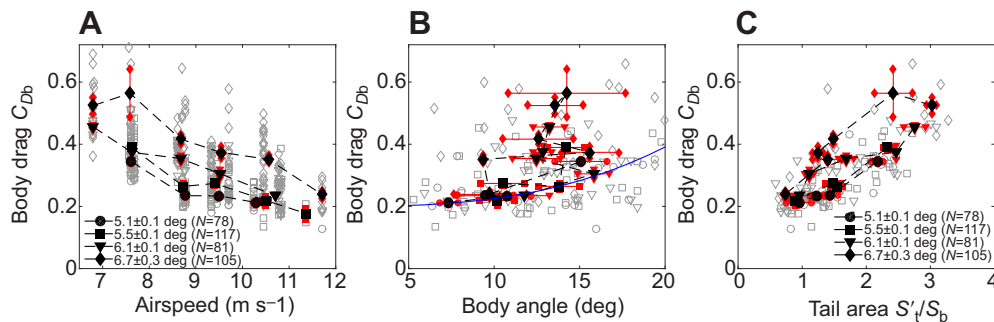 A
B
C
Body drag C_Db
0.6
0.4
0.2
0
5.1±0.1 deg (N=78)
5.5±0.1 deg (N=117)
6.1±0.1 deg (N=81)
6.7±0.3 deg (N=105)
7 8 9 10 11 12
Airspeed (m s–1)
Body drag C_Db
0.6
0.4
0.2
0
5 10 15 20
Body angle (deg)
Body drag C_Db
0.6
0.4
0.2
0
5.1±0.1 deg (N=78)
5.5±0.1 deg (N=117)
6.1±0.1 deg (N=81)
6.7±0.3 deg (N=105)
0 1 2 3 4
Tail area S′t/Sb